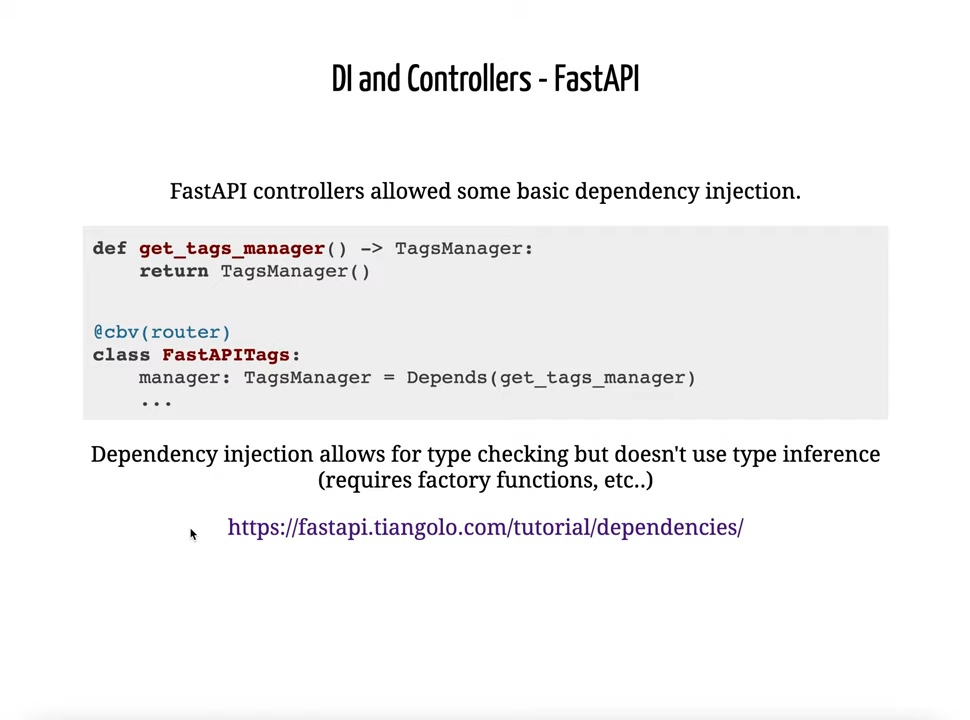 DI and Controllers - FastAPI
FastAPI controllers allowed some basic dependency injection.
def get_tags_manager() -> TagsManager:
    return TagsManager()
@cbv(router)
class FastAPITags:
    manager: TagsManager = Depends(get_tags_manager)
    ...
Dependency injection allows for type checking but doesn't use type inference
(requires factory functions, etc..)
https://fastapi.tiangolo.com/tutorial/dependencies/